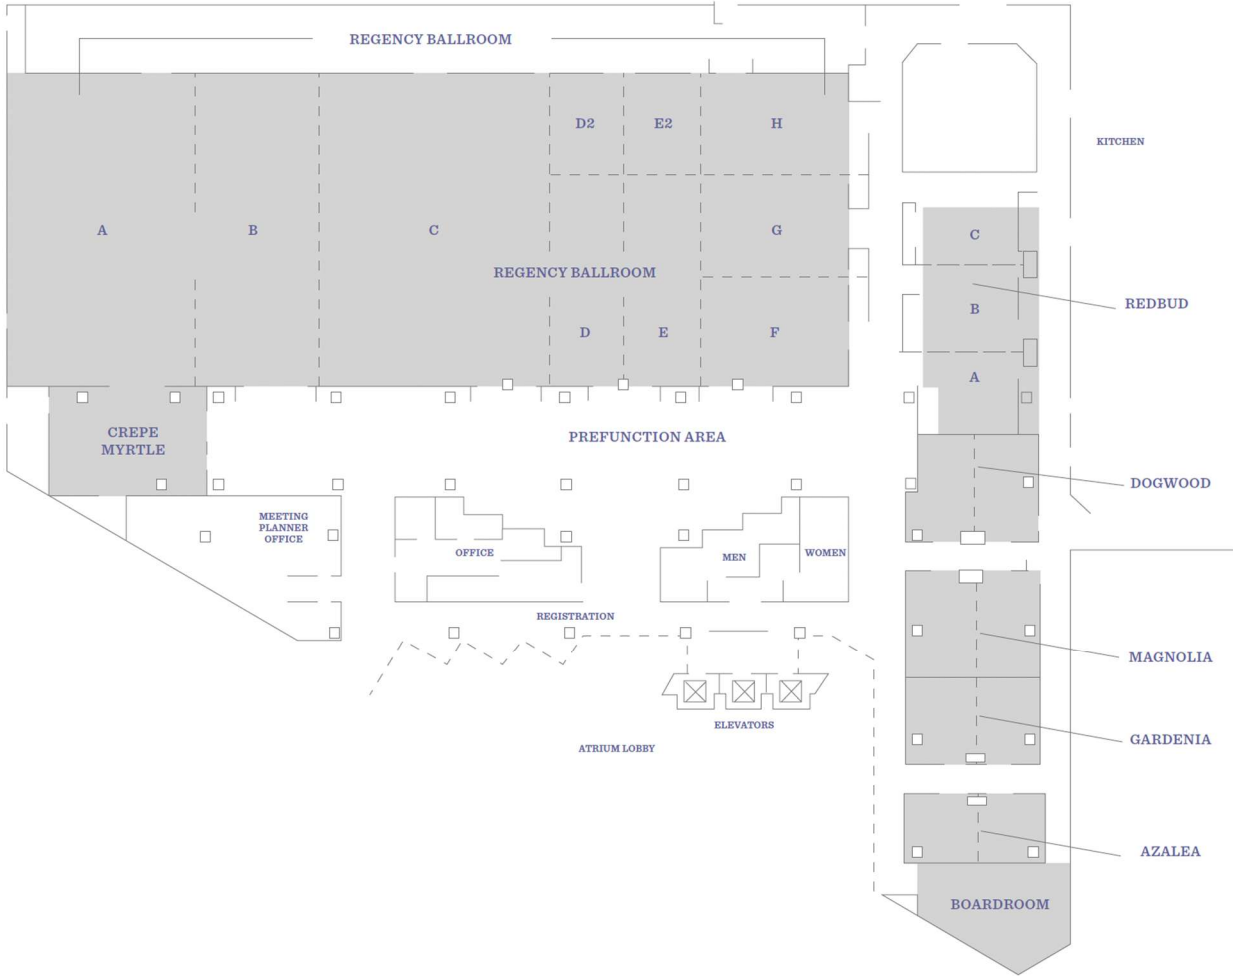 REGENCY BALLROOM
D2
E2
H
KITCHEN
A
B
C
G
C
REGENCY BALLROOM
REDBUD
B
D
E
F
A
CREPE
MYRTLE
PREFUNCTION AREA
DOGWOOD
MEETING
PLANNER
OFFICE
OFFICE
MEN
WOMEN
REGISTRATION
MAGNOLIA
ELEVATORS
GARDENIA
ATRIUM LOBBY
AZALEA
BOARDROOM